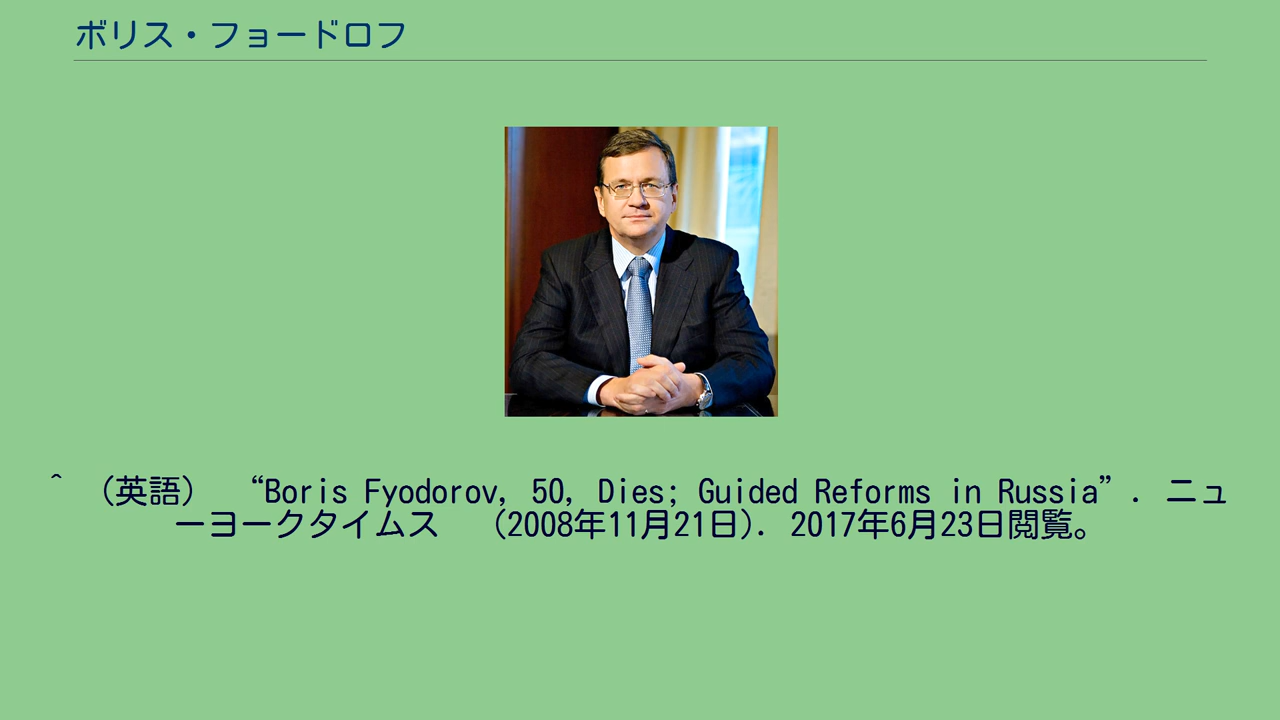 ボリス・フョードロフ
^ （英語） “Boris Fyodorov, 50, Dies; Guided Reforms in Russia”. ニュ
ーヨークタイムス （2008年11月21日). 2017年6月23日閲覧。